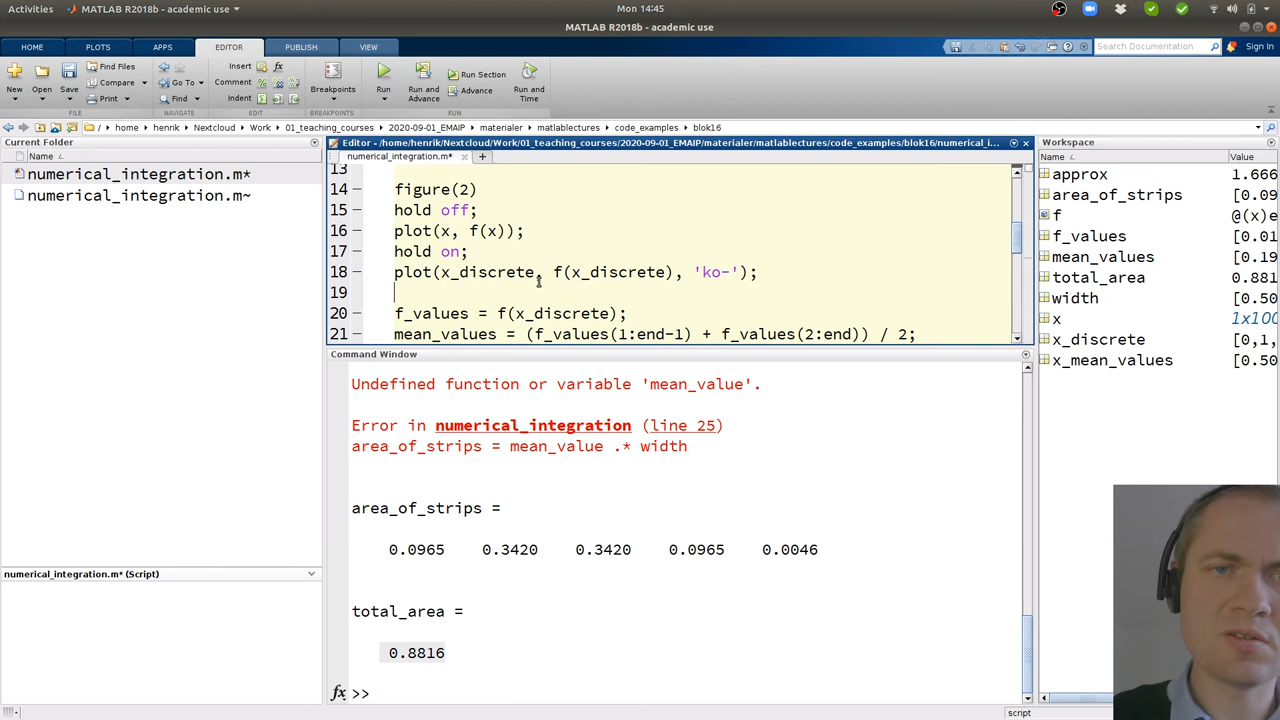 Activities
MATLAB R2018b - academic use
Mon 14:45
MATLAB R2018b - academic use
HOME PLOTS APPS EDITOR PUBLISH VIEW
Search Documentation
Sign In
New Open Save
Find Files
Compare
Print
Go To
Find
Insert
Comment
Indent
Breakpoints
Run
Run and Advance
Run Section
Advance
Run and Time
FILE NAVIGATE EDIT BREAKPOINTS RUN
/ home henrik Nextcloud Work 01_teaching_courses 2020-09-01_EMAIP materialer matlablectures code_examples blok16
Current Folder
Name
numerical_integration.m*
numerical_integration.m~
numerical_integration.m* (Script)
Editor - /home/henrik/Nextcloud/Work/01_teaching_courses/2020-09-01_EMAIP/materialer/matlablectures/code_examples/blok16/numerical_i...
numerical_integration.m*
13
14 figure(2)
15 hold off;
16 plot(x, f(x));
17 hold on;
18 plot(x_discrete, f(x_discrete), 'ko-');
19
20 f_values = f(x_discrete);
21 mean_values = (f_values(1:end-1) + f_values(2:end)) / 2;
Command Window
Undefined function or variable 'mean_value'.
Error in numerical_integration (line 25)
area_of_strips = mean_value .* width
area_of_strips =
0.0965 0.3420 0.3420 0.0965 0.0046
total_area =
0.8816
fx >>
Workspace
Name Value
approx 1.666
area_of_strips [0.09
f @(x)e
f_values [0.01
mean_values [0.19
total_area 0.881
width [0.50
x 1x100
x_discrete [0,1,
x_mean_values [0.50
script